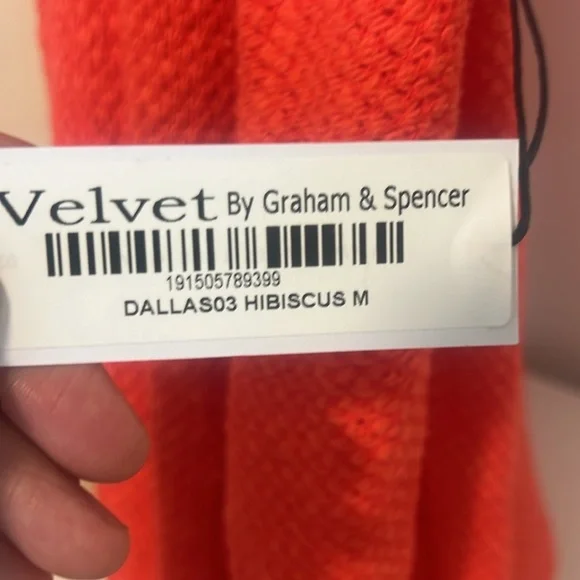 Velvet By Graham & Spencer
191505789399
DALLAS03 HIBISCUS M